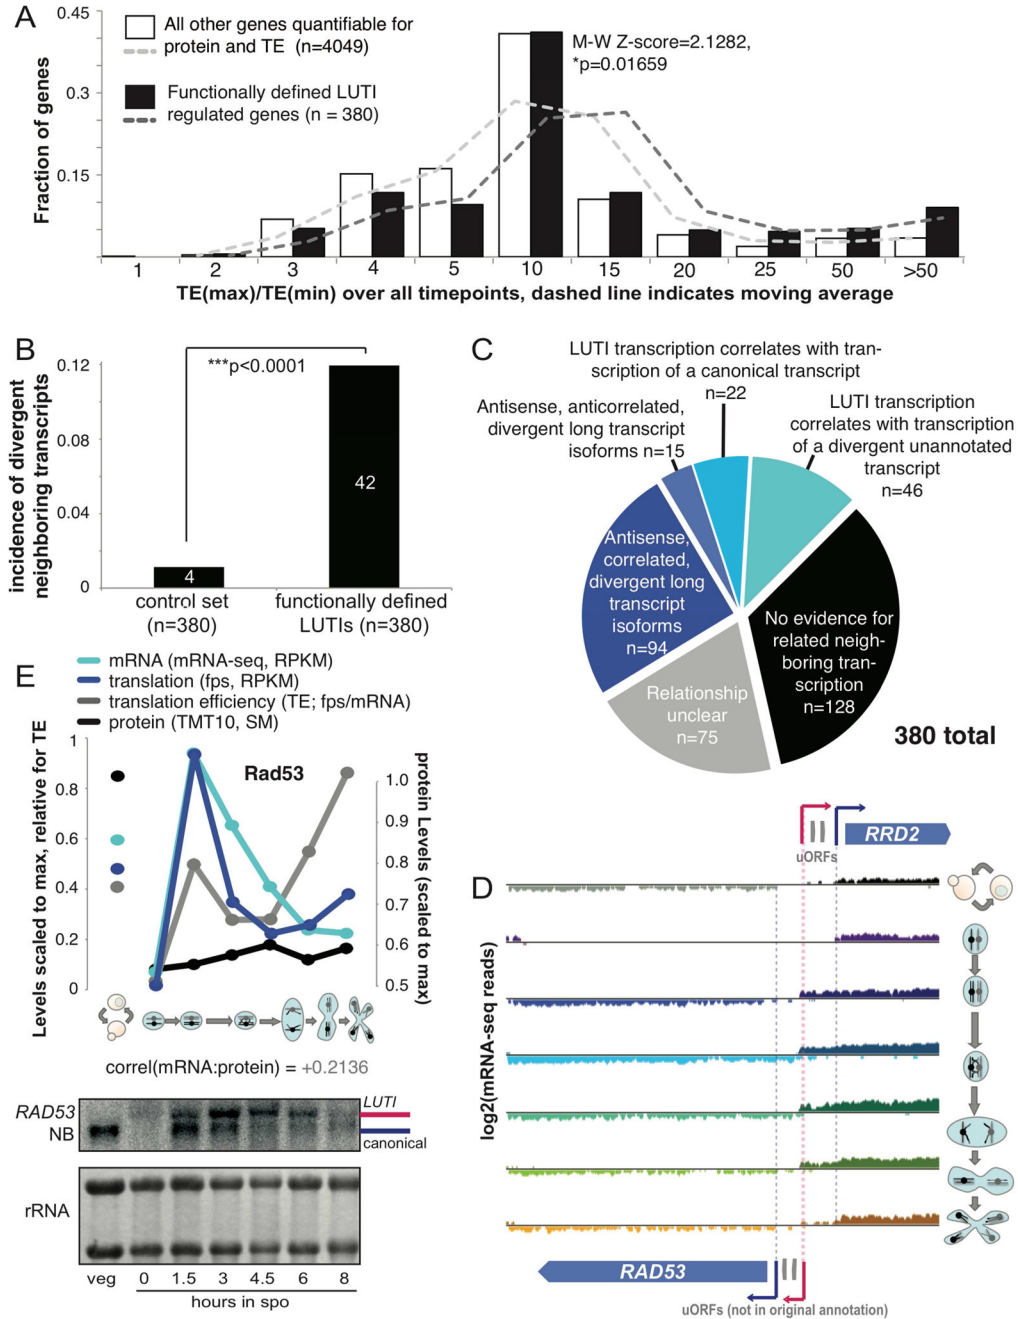 A
0.45
0.3
0.15
Fraction of genes
All other genes quantifiable for
protein and TE (n=4049)
Functionally defined LUTI
regulated genes (n = 380)
M-W Z-score=2.1282,
*p=0.01659
1 2 3 4 5 10 15 20 25 50 >50
TE(max)/TE(min) over all timepoints, dashed line indicates moving average
B
incidence of divergent
neighboring transcripts
0.12
0.08
0.04
0
***p<0.0001
4
42
control set
(n=380)
functionally defined
LUTIs (n=380)
C
LUTI transcription correlates with tran-
scription of a canonical transcript
n=22
Antisense, anticorrelated,
divergent long transcript
isoforms n=15
LUTI transcription
correlates with transcription
of a divergent unannotated
transcript
n=46
Antisense,
correlated,
divergent long
transcript
isoforms
n=94
No evidence for
related neigh-
boring tran-
scription
n=128
Relationship
unclear
n=75
380 total
E
mRNA (mRNA-seq, RPKM)
translation (fps, RPKM)
translation efficiency (TE; fps/mRNA)
protein (TMT10, SM)
Levels scaled to max, relative for TE
1
0.8
0.6
0.4
0.2
0
Rad53
1.0
0.9
0.8
0.7
0.6
0.5
protein Levels (scaled to max)
correl(mRNA:protein) = +0.2136
RAD53
NB
LUTI
canonical
rRNA
veg 0 1.5 3 4.5 6 8
hours in spo
D
log2(mRNA-seq reads)
uORFs
RRD2
RAD53
uORFs (not in original annotation)